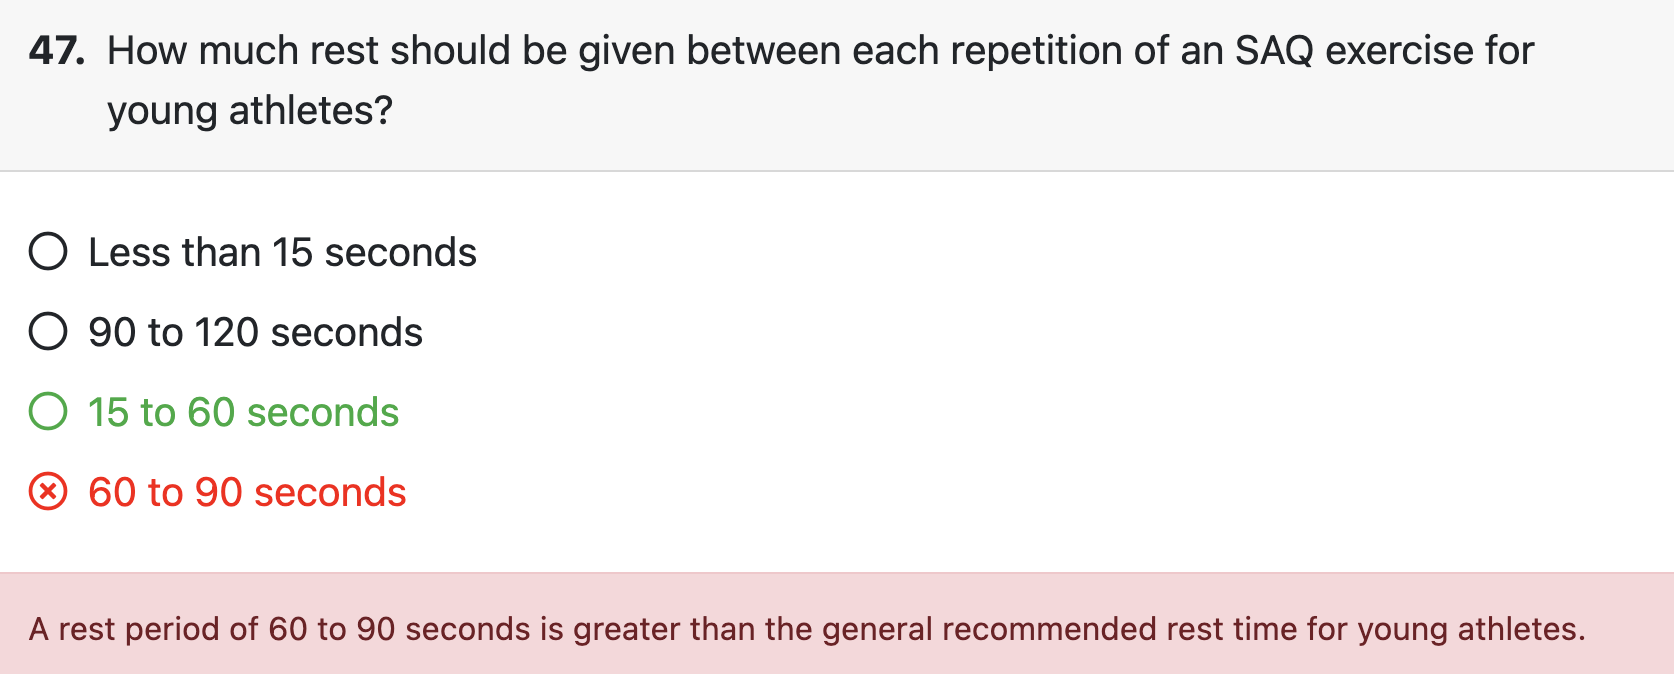 47. How much rest should be given between each repetition of an SAQ exercise for
young athletes?
Less than 15 seconds
90 to 120 seconds
15 to 60 seconds
60 to 90 seconds
A rest period of 60 to 90 seconds is greater than the general recommended rest time for young athletes.